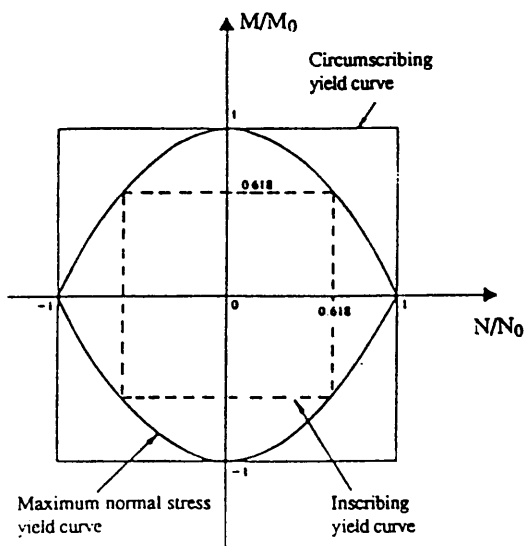 M/M₀
Circumscribing
yield curve
1
0.618
-1
0
0.618
1
N/N₀
-1
Maximum normal stress
yield curve
Inscribing
yield curve